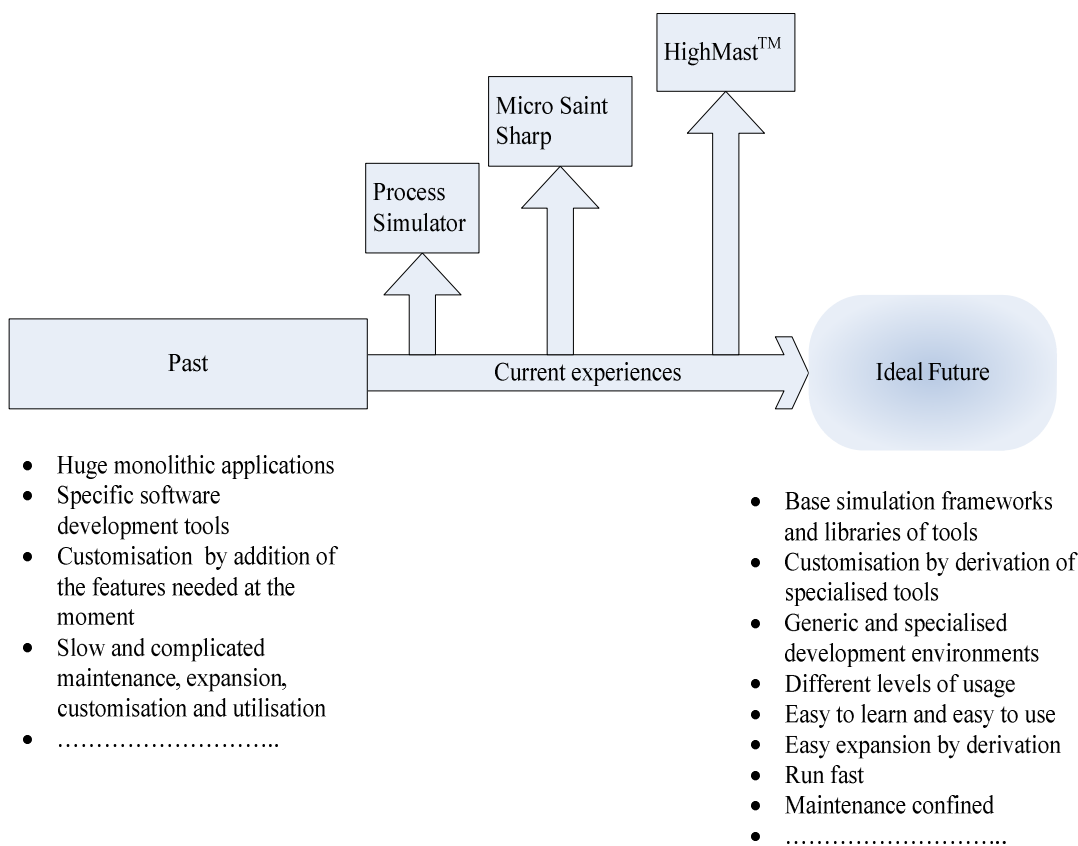 HighMast™
Micro Saint
Sharp
Process
Simulator
Past
Current experiences
Ideal Future
• Huge monolithic applications
• Specific software
development tools
• Customisation by addition of
the features needed at the
moment
• Slow and complicated
maintenance, expansion,
customisation and utilisation
• ………………………..
• Base simulation frameworks
and libraries of tools
• Customisation by derivation of
specialised tools
• Generic and specialised
development environments
• Different levels of usage
• Easy to learn and easy to use
• Easy expansion by derivation
• Run fast
• Maintenance confined
• ………………………..